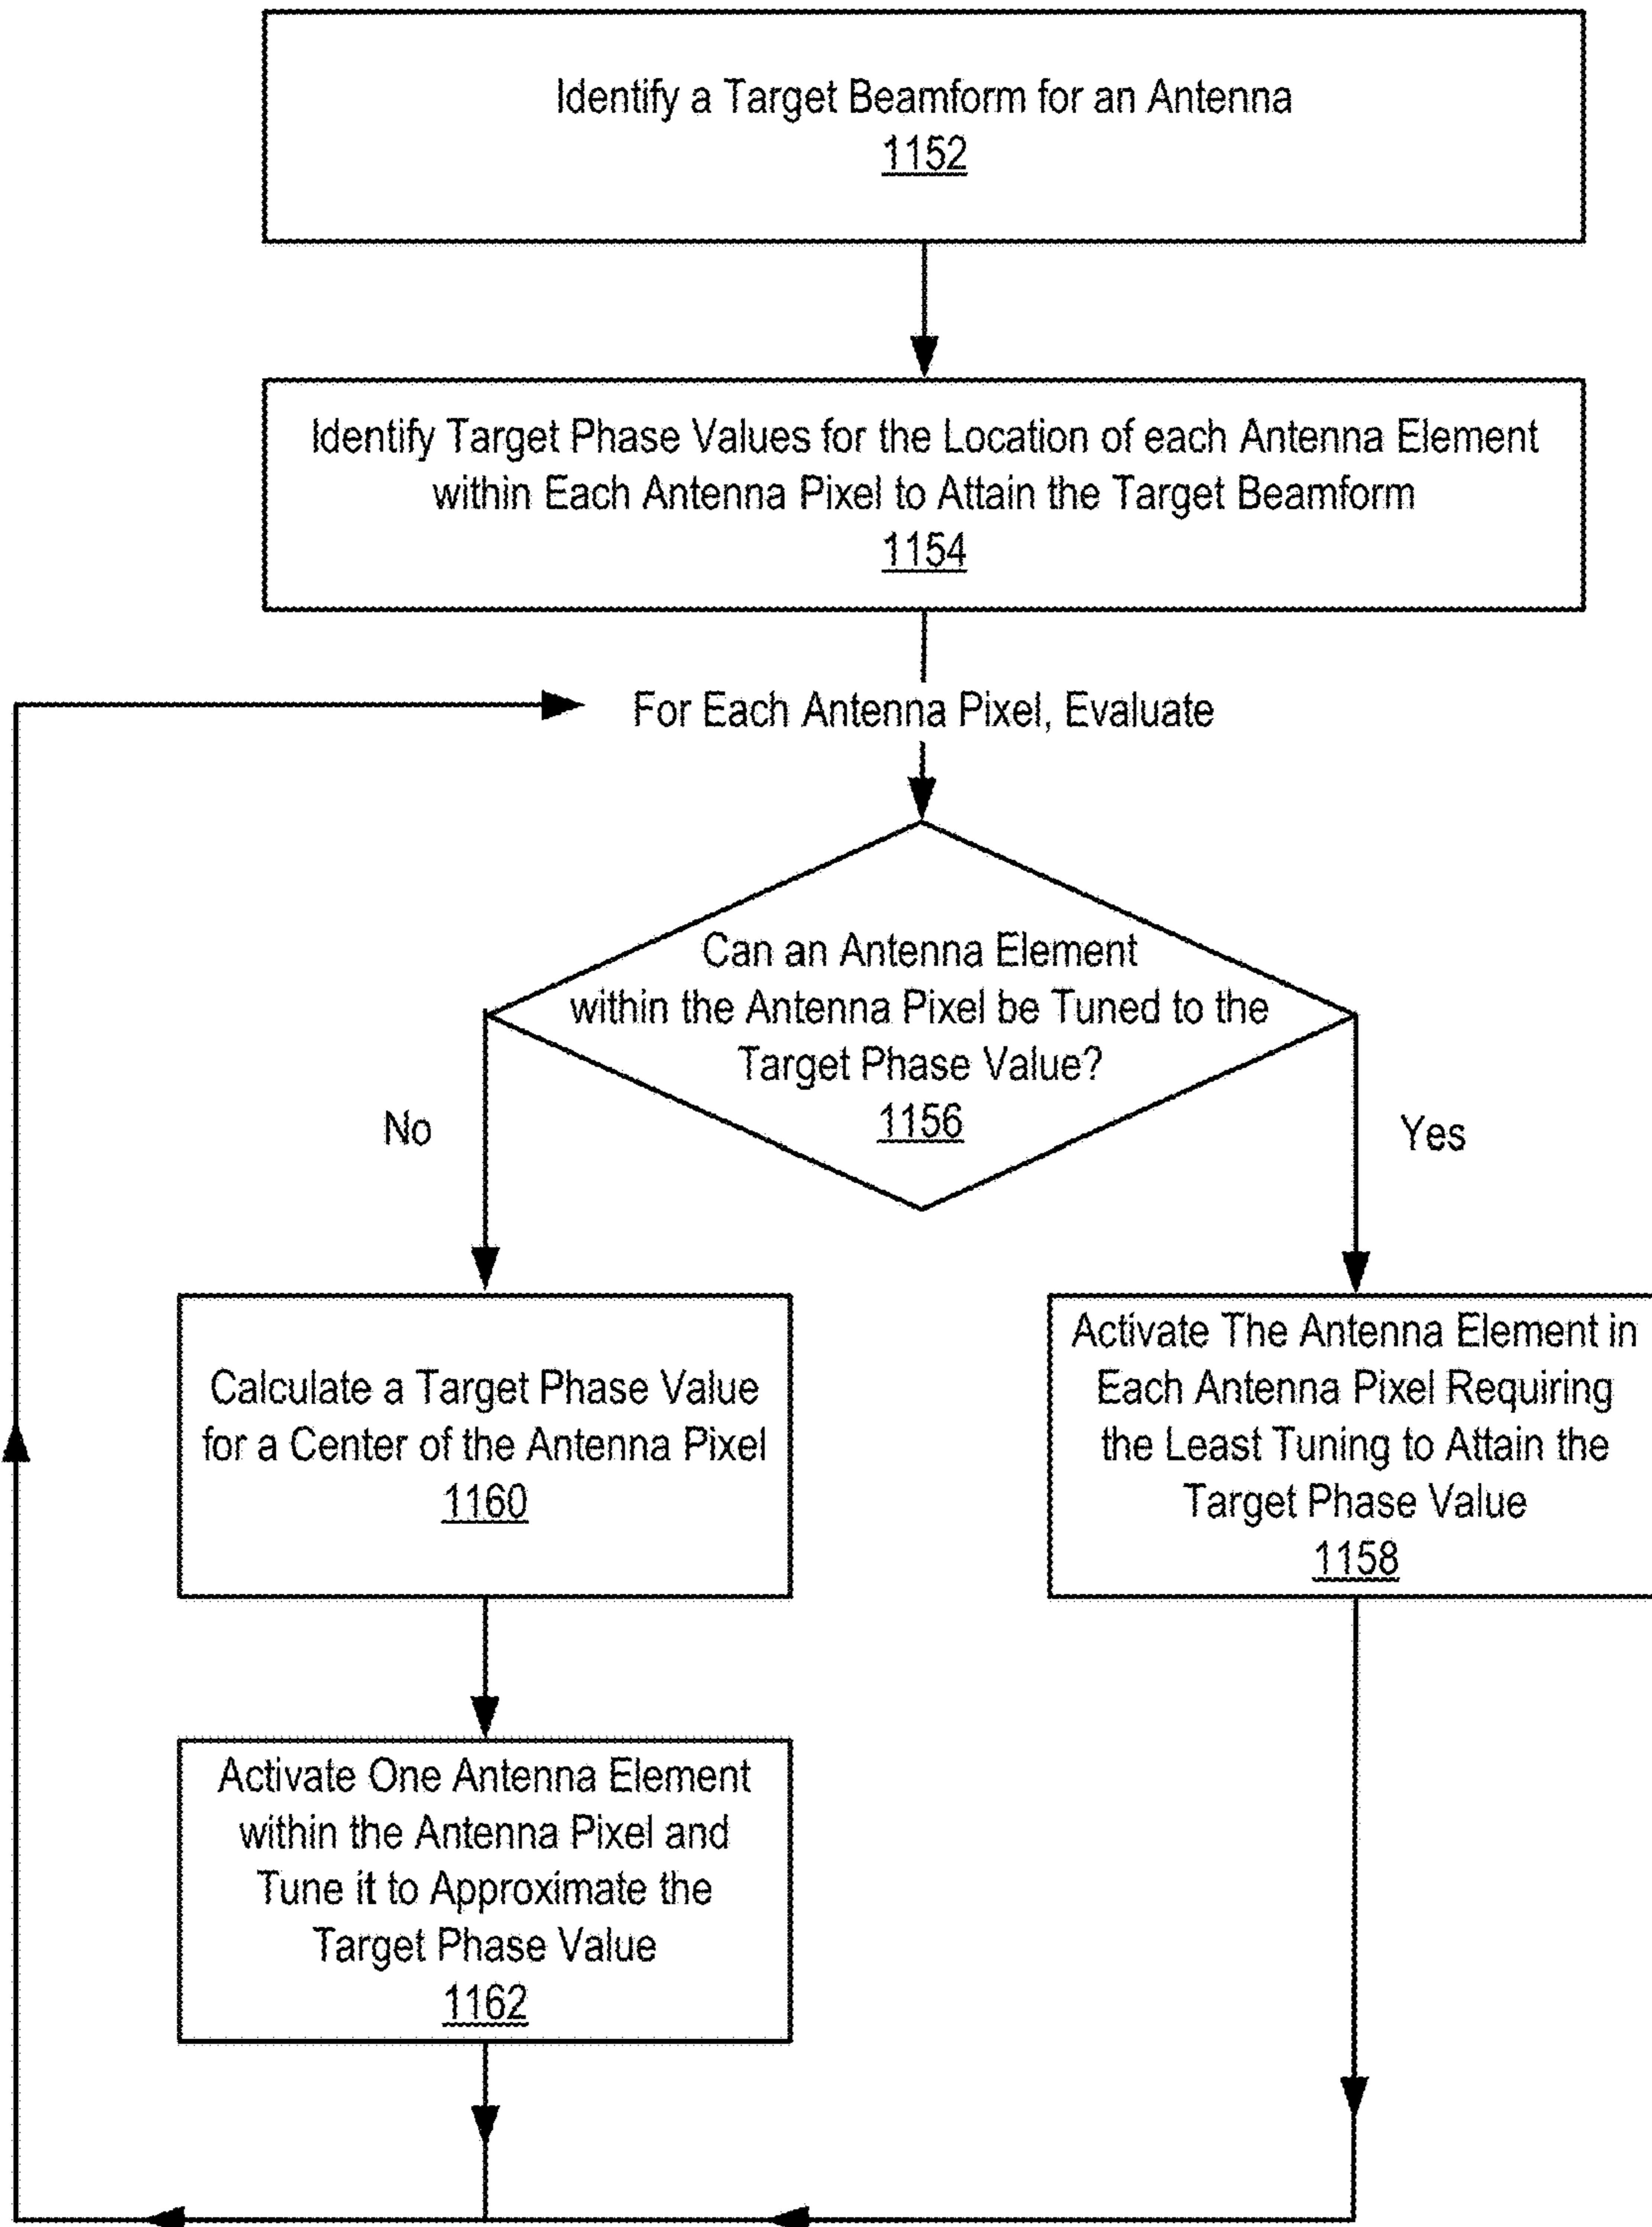 Identify a Target Beamform for an Antenna
1152
Identify Target Phase Values for the Location of each Antenna Element
within Each Antenna Pixel to Attain the Target Beamform
1154
For Each Antenna Pixel, Evaluate
Can an Antenna Element
within the Antenna Pixel be Tuned to the
Target Phase Value?
1156
No
Yes
Calculate a Target Phase Value
for a Center of the Antenna Pixel
1160
Activate The Antenna Element in
Each Antenna Pixel Requiring
the Least Tuning to Attain the
Target Phase Value
1158
Activate One Antenna Element
within the Antenna Pixel and
Tune it to Approximate the
Target Phase Value
1162